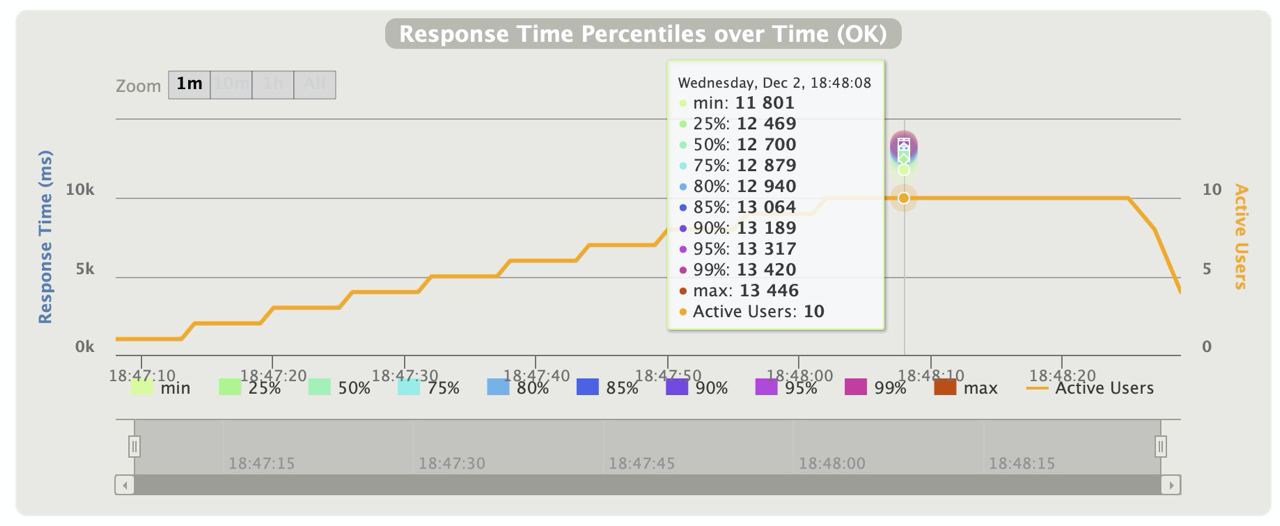 Response Time Percentiles over Time (OK)
Zoom 1m 10m 1h All
Wednesday, Dec 2, 18:48:08
min: 11 801
25%: 12 469
50%: 12 700
75%: 12 879
80%: 12 940
85%: 13 064
90%: 13 189
95%: 13 317
99%: 13 420
max: 13 446
Active Users: 10
Response Time (ms)
10k
5k
0k
10
5
0
Active Users
18:47:10 18:47:20 18:47:30 18:47:40 18:47:50 18:48:00 18:48:10 18:48:20
min 25% 50% 75% 80% 85% 90% 95% 99% max Active Users
18:47:15 18:47:30 18:47:45 18:48:00 18:48:15